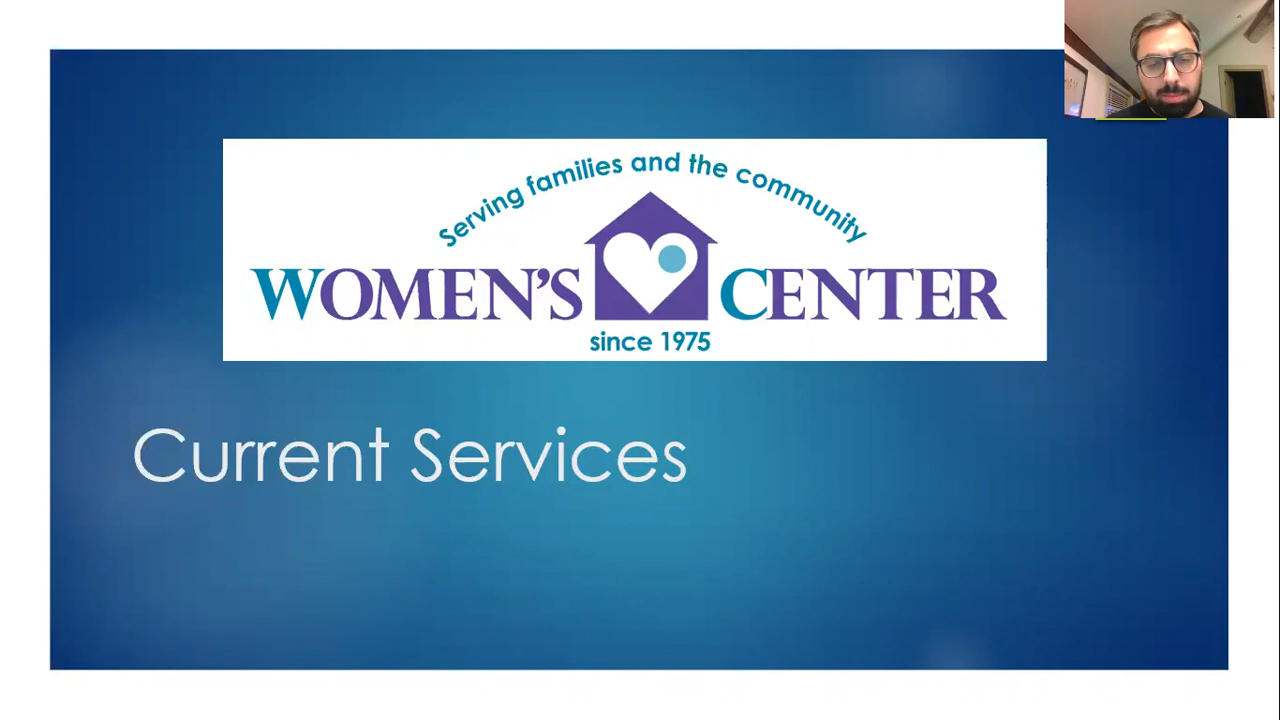 Serving families and the community
WOMEN'S CENTER
since 1975
Current Services